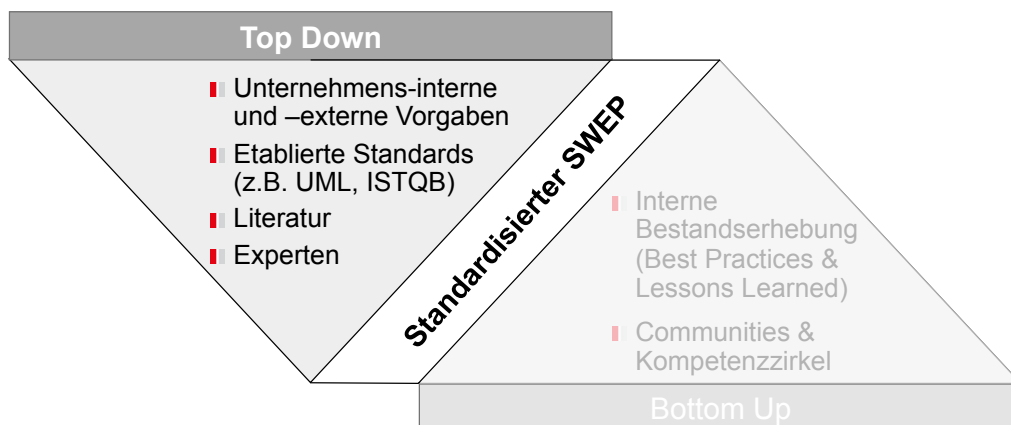 Top Down
Unternehmens-interne
und –externe Vorgaben
Etablierte Standards
(z.B. UML, ISTQB)
Literatur
Experten
Standardisierter SWEP
Interne
Bestandserhebung
(Best Practices &
Lessons Learned)
Communities &
Kompetenzzirkel
Bottom Up